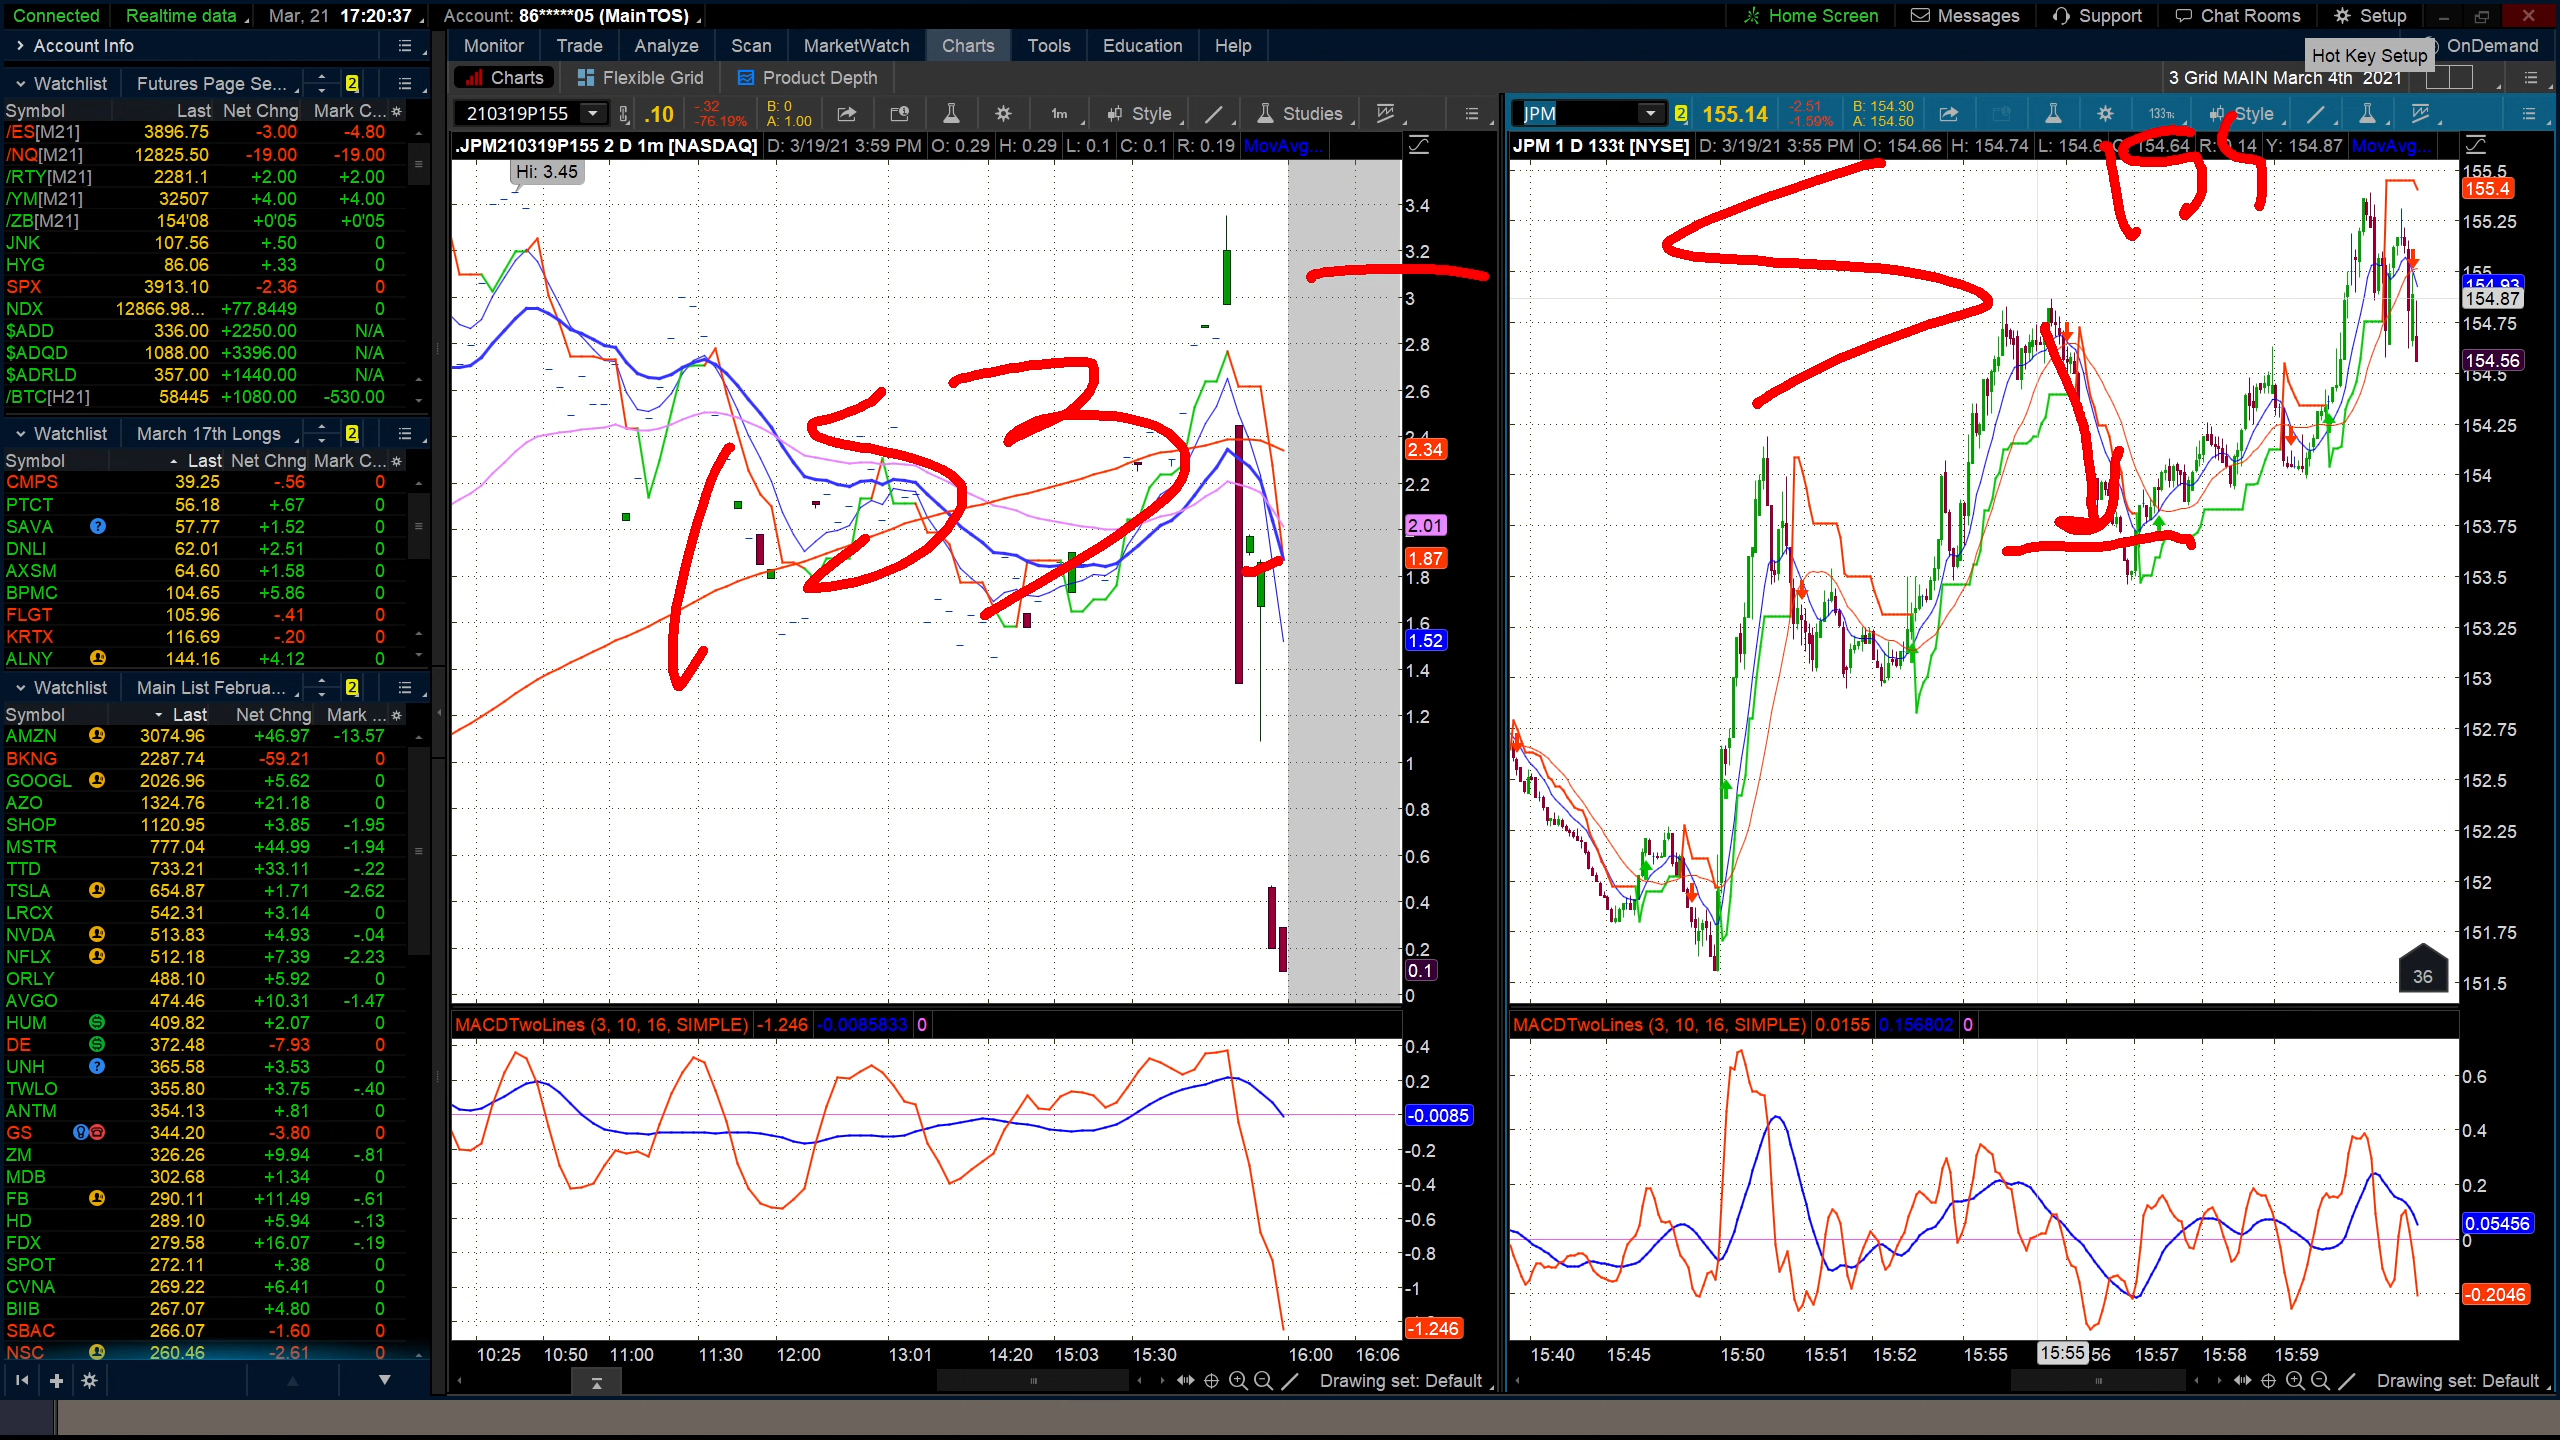 Connected Realtime data Mar, 21 17:20:37 Account: 86*****05 (MainTOS) Home Screen Messages Support Chat Rooms Setup
Account Info Monitor Trade Analyze Scan MarketWatch Charts Tools Education Help OnDemand
Hot Key Setup
Charts Flexible Grid Product Depth 3 Grid MAIN March 4th 2021
Watchlist Futures Page Se... 2
Symbol Last Net Chng Mark C...
/ES[M21] 3896.75 -3.00 -4.80
/NQ[M21] 12825.50 -19.00 -19.00
/RTY[M21] 2281.1 +2.00 +2.00
/YM[M21] 32507 +4.00 +4.00
/ZB[M21] 154'08 +0'05 +0'05
JNK 107.56 +.50 0
HYG 86.06 +.33 0
SPX 3913.10 -2.36 0
NDX 12866.98... +77.8449 0
$ADD 336.00 +2250.00 N/A
$ADQD 1088.00 +3396.00 N/A
$ADRLD 357.00 +1440.00 N/A
/BTC[H21] 58445 +1080.00 -530.00
Watchlist March 17th Longs 2
Symbol Last Net Chng Mark C...
CMPS 39.25 -.56 0
PTCT 56.18 +.67 0
SAVA 57.77 +1.52 0
DNLI 62.01 +2.51 0
AXSM 64.60 +1.58 0
BPMC 104.65 +5.86 0
FLGT 105.96 -.41 0
KRTX 116.69 -.20 0
ALNY 144.16 +4.12 0
Watchlist Main List Februa... 2
Symbol Last Net Chng Mark ...
AMZN 3074.96 +46.97 -13.57
BKNG 2287.74 -59.21 0
GOOGL 2026.96 +5.62 0
AZO 1324.76 +21.18 0
SHOP 1120.95 +3.85 -1.95
MSTR 777.04 +44.99 -1.94
TTD 733.21 +33.11 -.22
TSLA 654.87 +1.71 -2.62
LRCX 542.31 +3.14 0
NVDA 513.83 +4.93 -.04
NFLX 512.18 +7.39 -2.23
ORLY 488.10 +5.92 0
AVGO 474.46 +10.31 -1.47
HUM 409.82 +2.07 0
DE 372.48 -7.93 0
UNH 365.58 +3.53 0
TWLO 355.80 +3.75 -.40
ANTM 354.13 +.81 0
GS 344.20 -3.80 0
ZM 326.26 +9.94 -.81
MDB 302.68 +1.34 0
FB 290.11 +11.49 -.61
HD 289.10 +5.94 -.13
FDX 279.58 +16.07 -.19
SPOT 272.11 +.38 0
CVNA 269.22 +6.41 0
BIIB 267.07 +4.80 0
SBAC 266.07 -1.60 0
NSC 260.46 -2.61 0
210319P155 .10 -.32 -76.19% B: 0 A: 1.00 1m Style Studies
.JPM210319P155 2 D 1m [NASDAQ] D: 3/19/21 3:59 PM O: 0.29 H: 0.29 L: 0.1 C: 0.1 R: 0.19 MovAvg...
Hi: 3.45
3.4
3.2
3
2.8
2.6
2.4
2.34
2.2
2.01
1.87
1.8
1.6
1.52
1.4
1.2
1
0.8
0.6
0.4
0.2
0.1
0
153
MACDTwoLines (3, 10, 16, SIMPLE) -1.246 -0.0085833 0
0.4
0.2
-0.0085
-0.2
-0.4
-0.6
-0.8
-1
-1.246
10:25 10:50 11:00 11:30 12:00 13:01 14:20 15:03 15:30 16:00 16:06
Drawing set: Default
JPM 2 155.14 -2.51 -1.59% B: 154.30 A: 154.50 133t Style
JPM 1 D 133t [NYSE] D: 3/19/21 3:55 PM O: 154.66 H: 154.74 L: 154.6 154.64 R: 0.14 Y: 154.87 MovAvg...
155.5
155.4
155.25
155
154.93
154.87
154.75
154.56
154.5
154.25
154
153.75
153.5
153.25
153
152.75
152.5
152.25
152
151.75
151.5
36
MACDTwoLines (3, 10, 16, SIMPLE) 0.0155 0.156802 0
0.6
0.4
0.2
0.05456
0
-0.2046
15:40 15:45 15:50 15:51 15:52 15:55 15:55 :56 15:57 15:58 15:59
Drawing set: Default